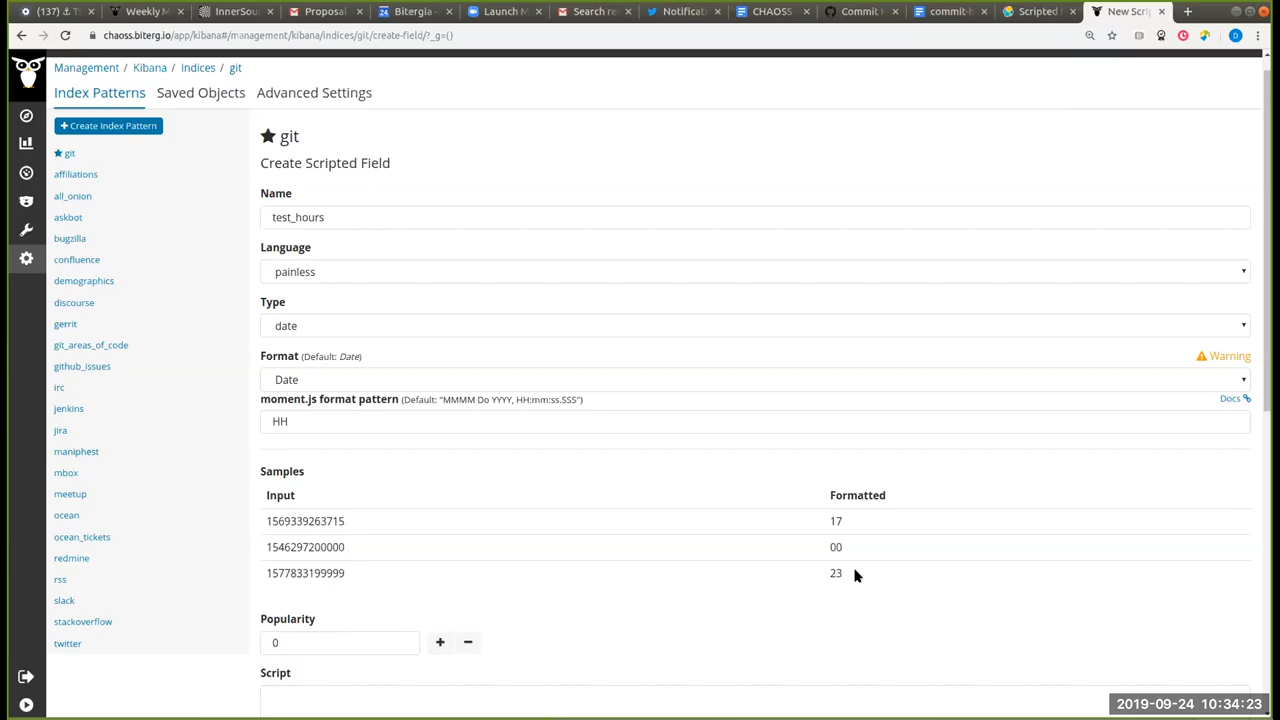 (137)
Weekly M
InnerSou
Proposal
Bitergia -
Launch M
Search re
Notificat
CHAOSS
Commit
commit-h
Scripted
New Scri
chaoss.biterg.io/app/kibana#/management/kibana/indices/git/create-field/?_g=()
Management / Kibana / Indices / git
Index Patterns Saved Objects Advanced Settings
+ Create Index Pattern
git
affiliations
all_onion
askbot
bugzilla
confluence
demographics
discourse
gerrit
git_areas_of_code
github_issues
irc
jenkins
jira
maniphest
mbox
meetup
ocean
ocean_tickets
redmine
rss
slack
stackoverflow
twitter
git
Create Scripted Field
Name
test_hours
Language
painless
Type
date
Format (Default: Date)
Warning
Date
moment.js format pattern (Default: "MMMM Do YYYY, HH:mm:ss.SSS")
Docs
HH
Samples
Input Formatted
1569339263715 17
1546297200000 00
1577833199999 23
Popularity
0
Script
2019-09-24 10:34:23